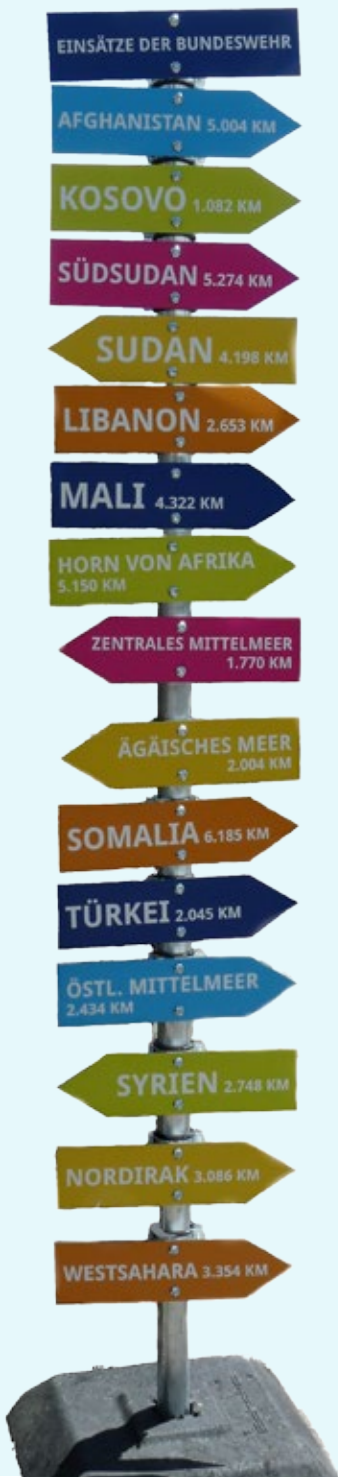 EINSÄTZE DER BUNDESWEHR
AFGHANISTAN 5.004 KM
KOSOVO 1.082 KM
SÜDSUDAN 5.274 KM
SUDAN 4.198 KM
LIBANON 2.653 KM
MALI 4.322 KM
HORN VON AFRIKA
5.150 KM
ZENTRALES MITTELMEER
1.770 KM
ÄGÄISCHES MEER
2.004 KM
SOMALIA 6.185 KM
TÜRKEI 2.045 KM
ÖSTL. MITTELMEER
2.434 KM
SYRIEN 2.748 KM
NORDIRAK 3.086 KM
WESTSAHARA 3.354 KM